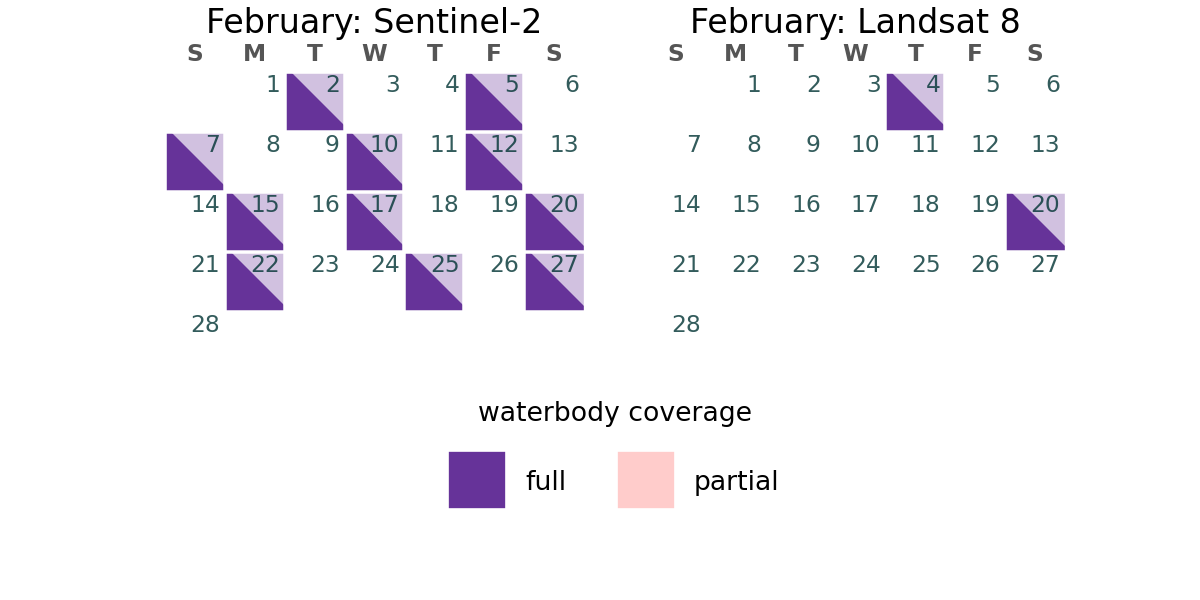 February: Sentinel-2
S M T W T F S
1 2 3 4 5 6
7 8 9 10 11 12 13
14 15 16 17 18 19 20
21 22 23 24 25 26 27
28
February: Landsat 8
S M T W T F S
1 2 3 4 5 6
7 8 9 10 11 12 13
14 15 16 17 18 19 20
21 22 23 24 25 26 27
28
waterbody coverage
full partial